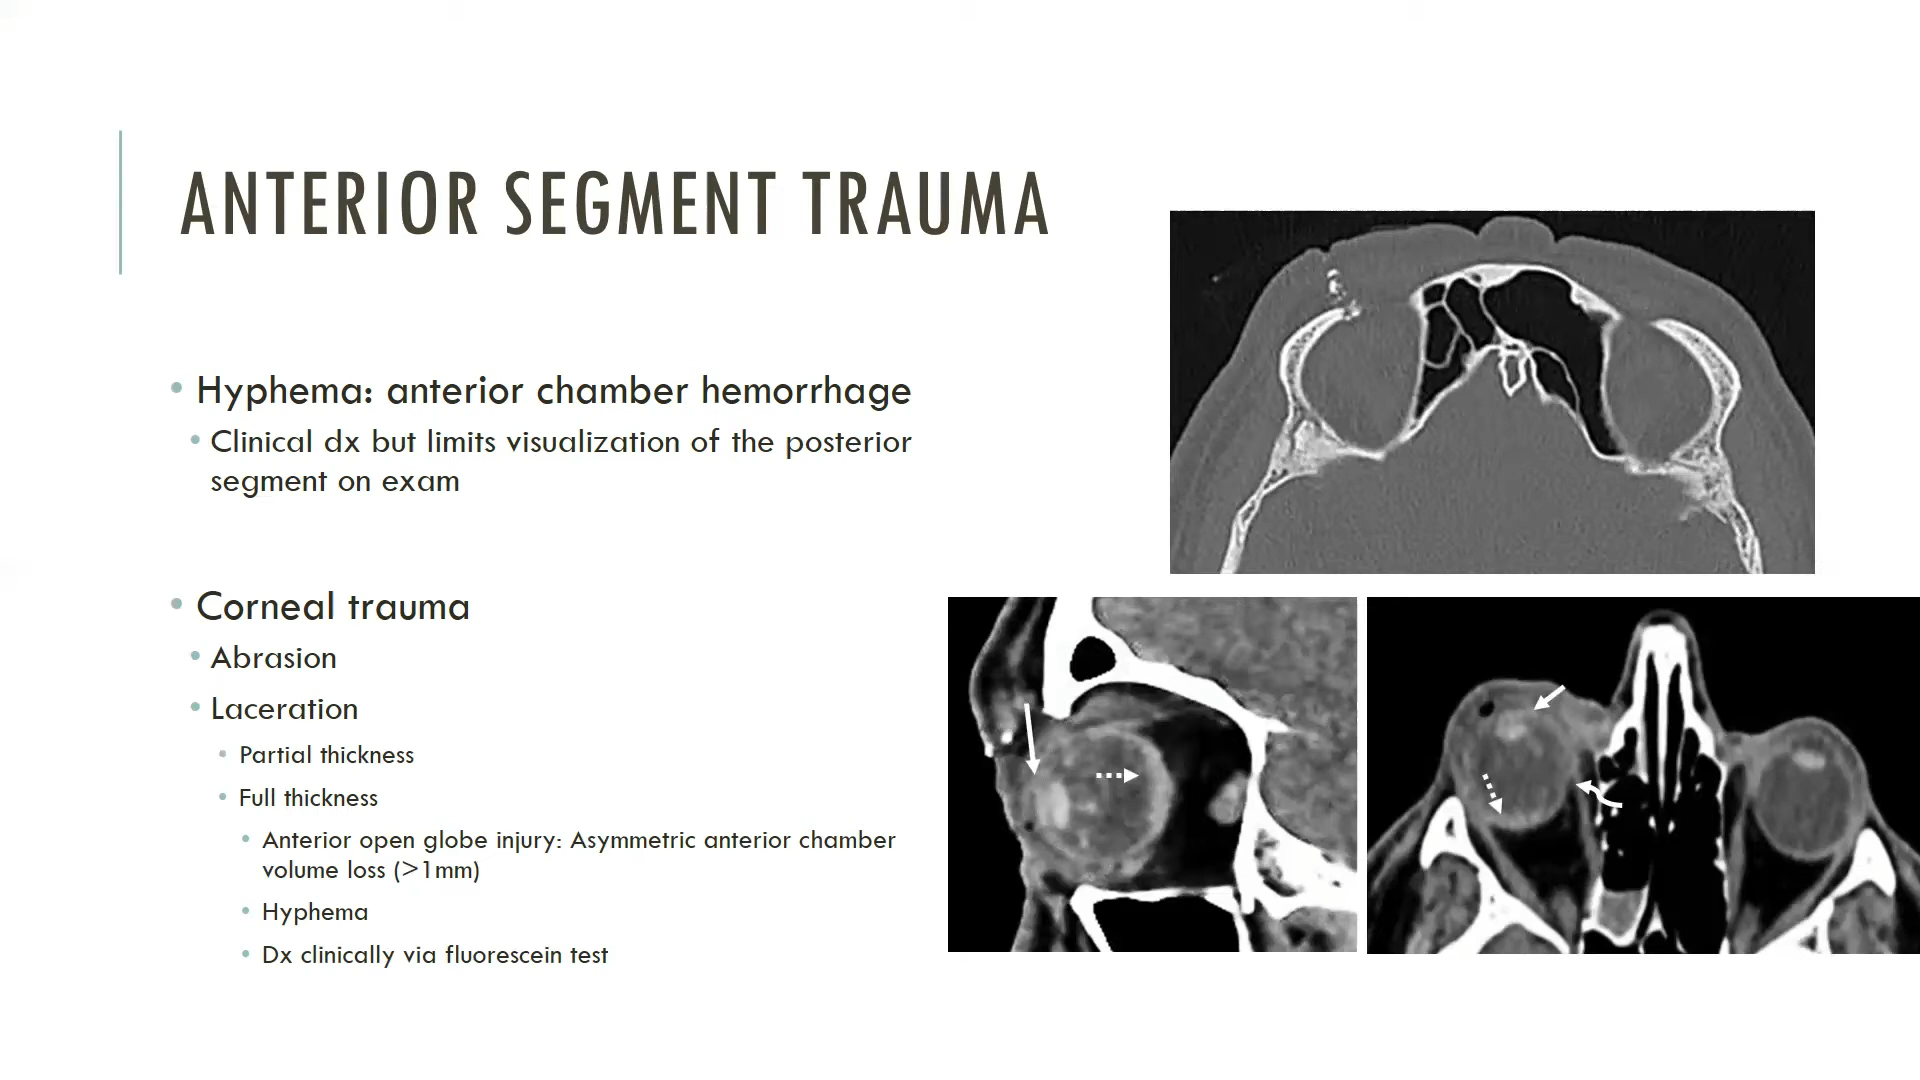 ANTERIOR SEGMENT TRAUMA
• Hyphema: anterior chamber hemorrhage
• Clinical dx but limits visualization of the posterior
segment on exam
• Corneal trauma
• Abrasion
• Laceration
• Partial thickness
• Full thickness
• Anterior open globe injury: Asymmetric anterior chamber
volume loss (>1mm)
• Hyphema
• Dx clinically via fluorescein test